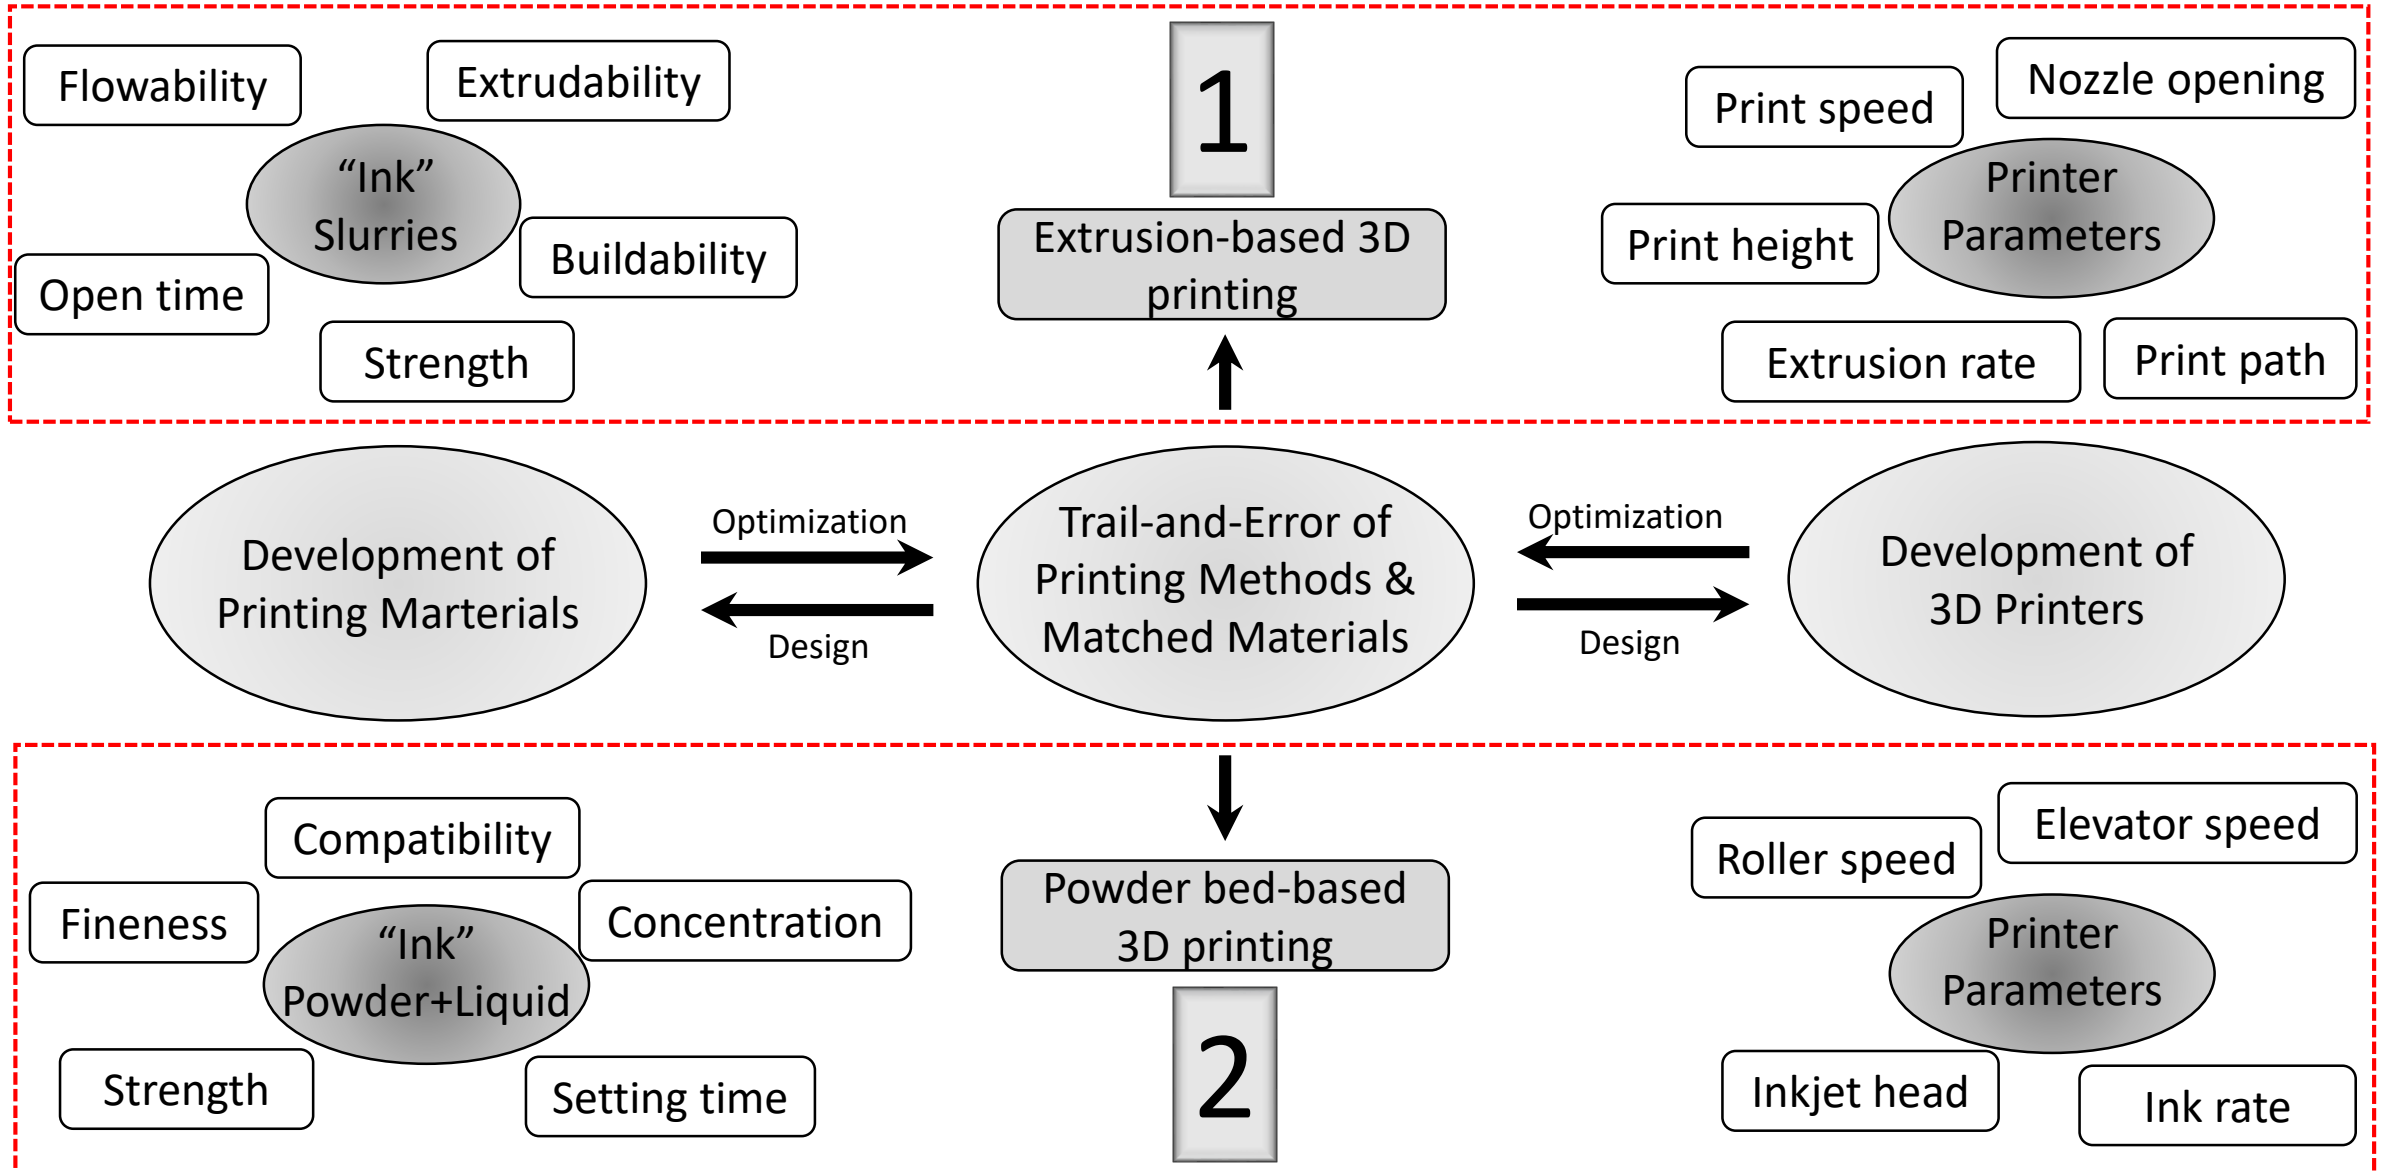 Flowability
Extrudability
“Ink”
Slurries
Open time
Buildability
Strength
1
Extrusion-based 3D
printing
Print speed
Nozzle opening
Printer
Parameters
Print height
Extrusion rate
Print path
Development of
Printing Marterials
Optimization
Design
Trail-and-Error of
Printing Methods &
Matched Materials
Optimization
Design
Development of
3D Printers
Compatibility
Fineness
Concentration
“Ink”
Powder+Liquid
Strength
Setting time
Powder bed-based
3D printing
2
Roller speed
Elevator speed
Printer
Parameters
Inkjet head
Ink rate